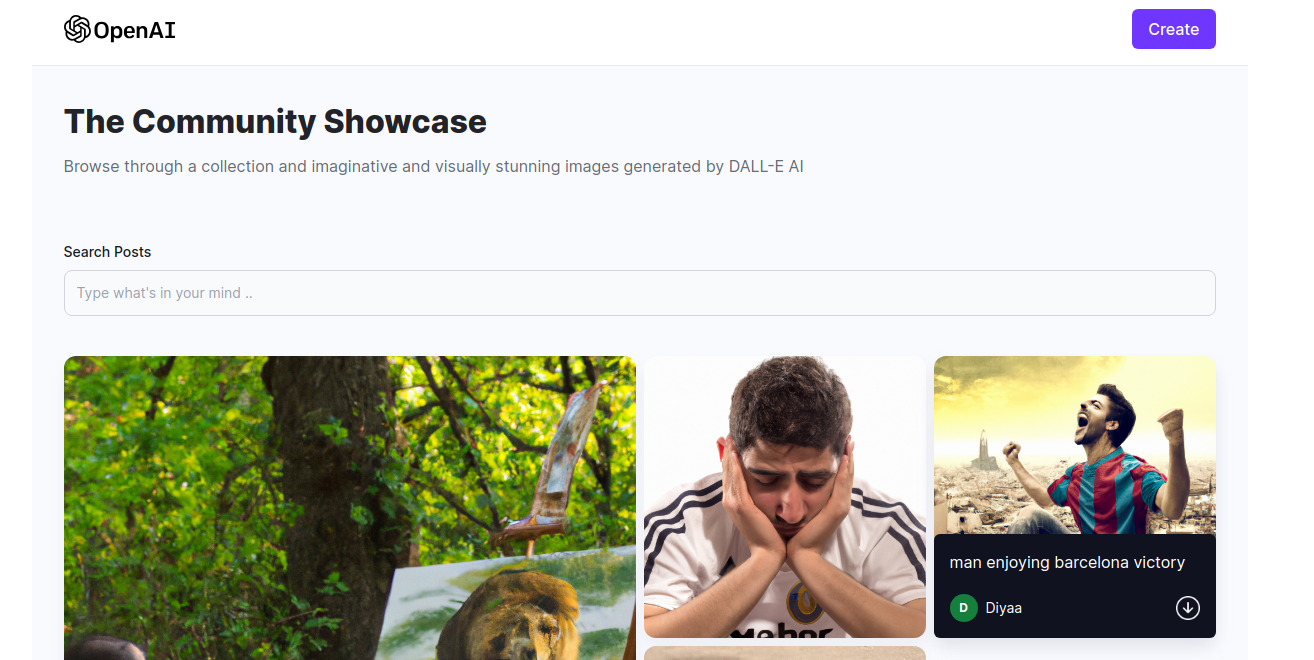 OpenAI
Create
The Community Showcase
Browse through a collection and imaginative and visually stunning images generated by DALL-E AI
Search Posts
Type what's in your mind ..
man enjoying barcelona victory
D
Diyaa